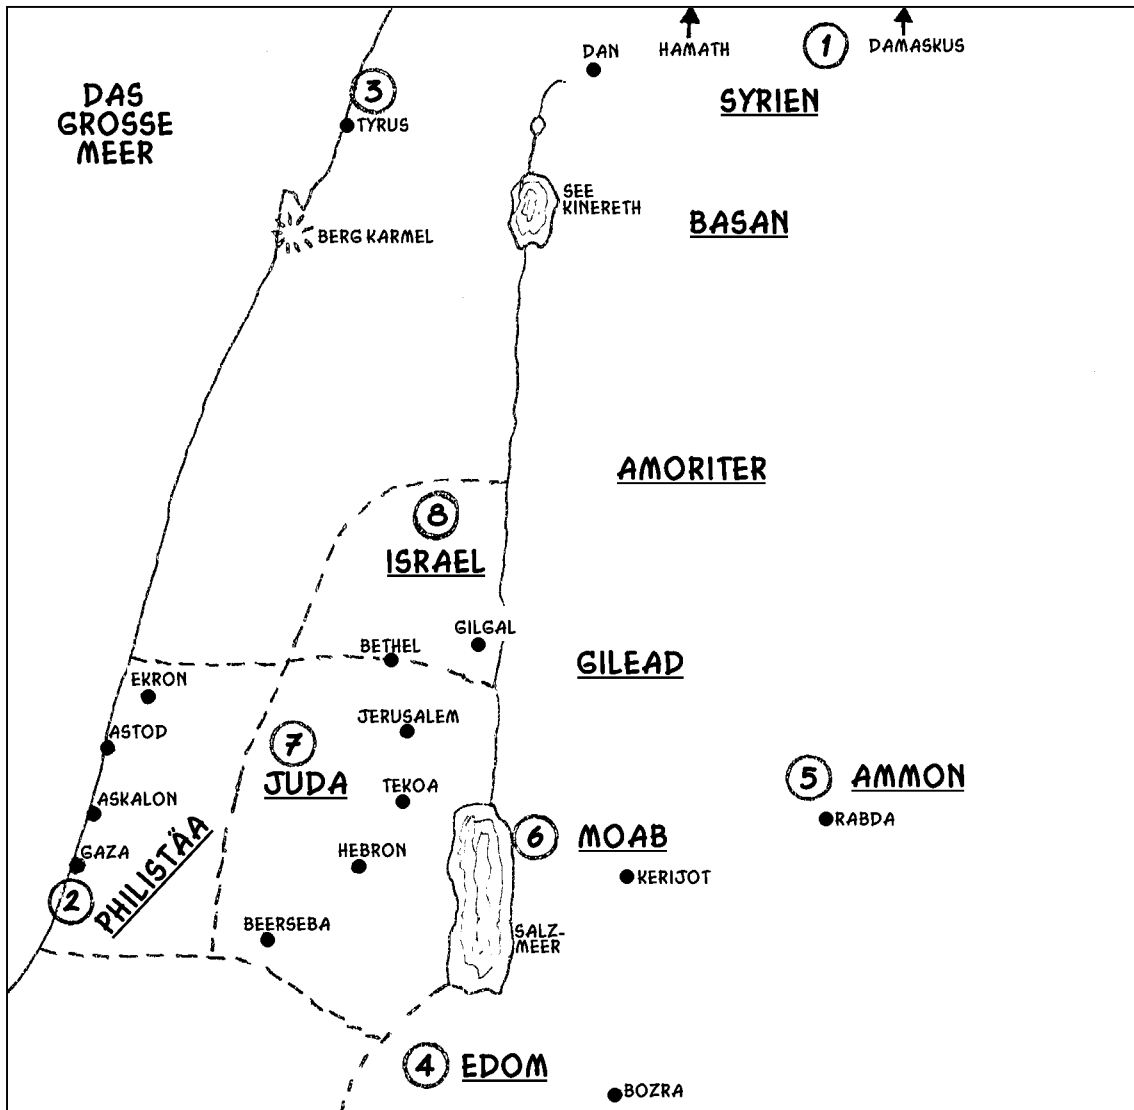 DAN
HAMATH
1
DAMASKUS
DAS
GROSSE
MEER
3
TYRUS
SYRIEN
SEE
KINERETH
BASAN
BERG KARMEL
AMORITER
8
ISRAEL
GILGAL
BETHEL
GILEAD
EKRON
ASTOD
JERUSALEM
7
JUDA
TEKOA
5
AMMON
RABDA
ASKALON
PHILISTÄA
6
MOAB
GAZA
HEBRON
KERIJOT
2
BEERSEBA
SALZ-
MEER
4
EDOM
BOZRA